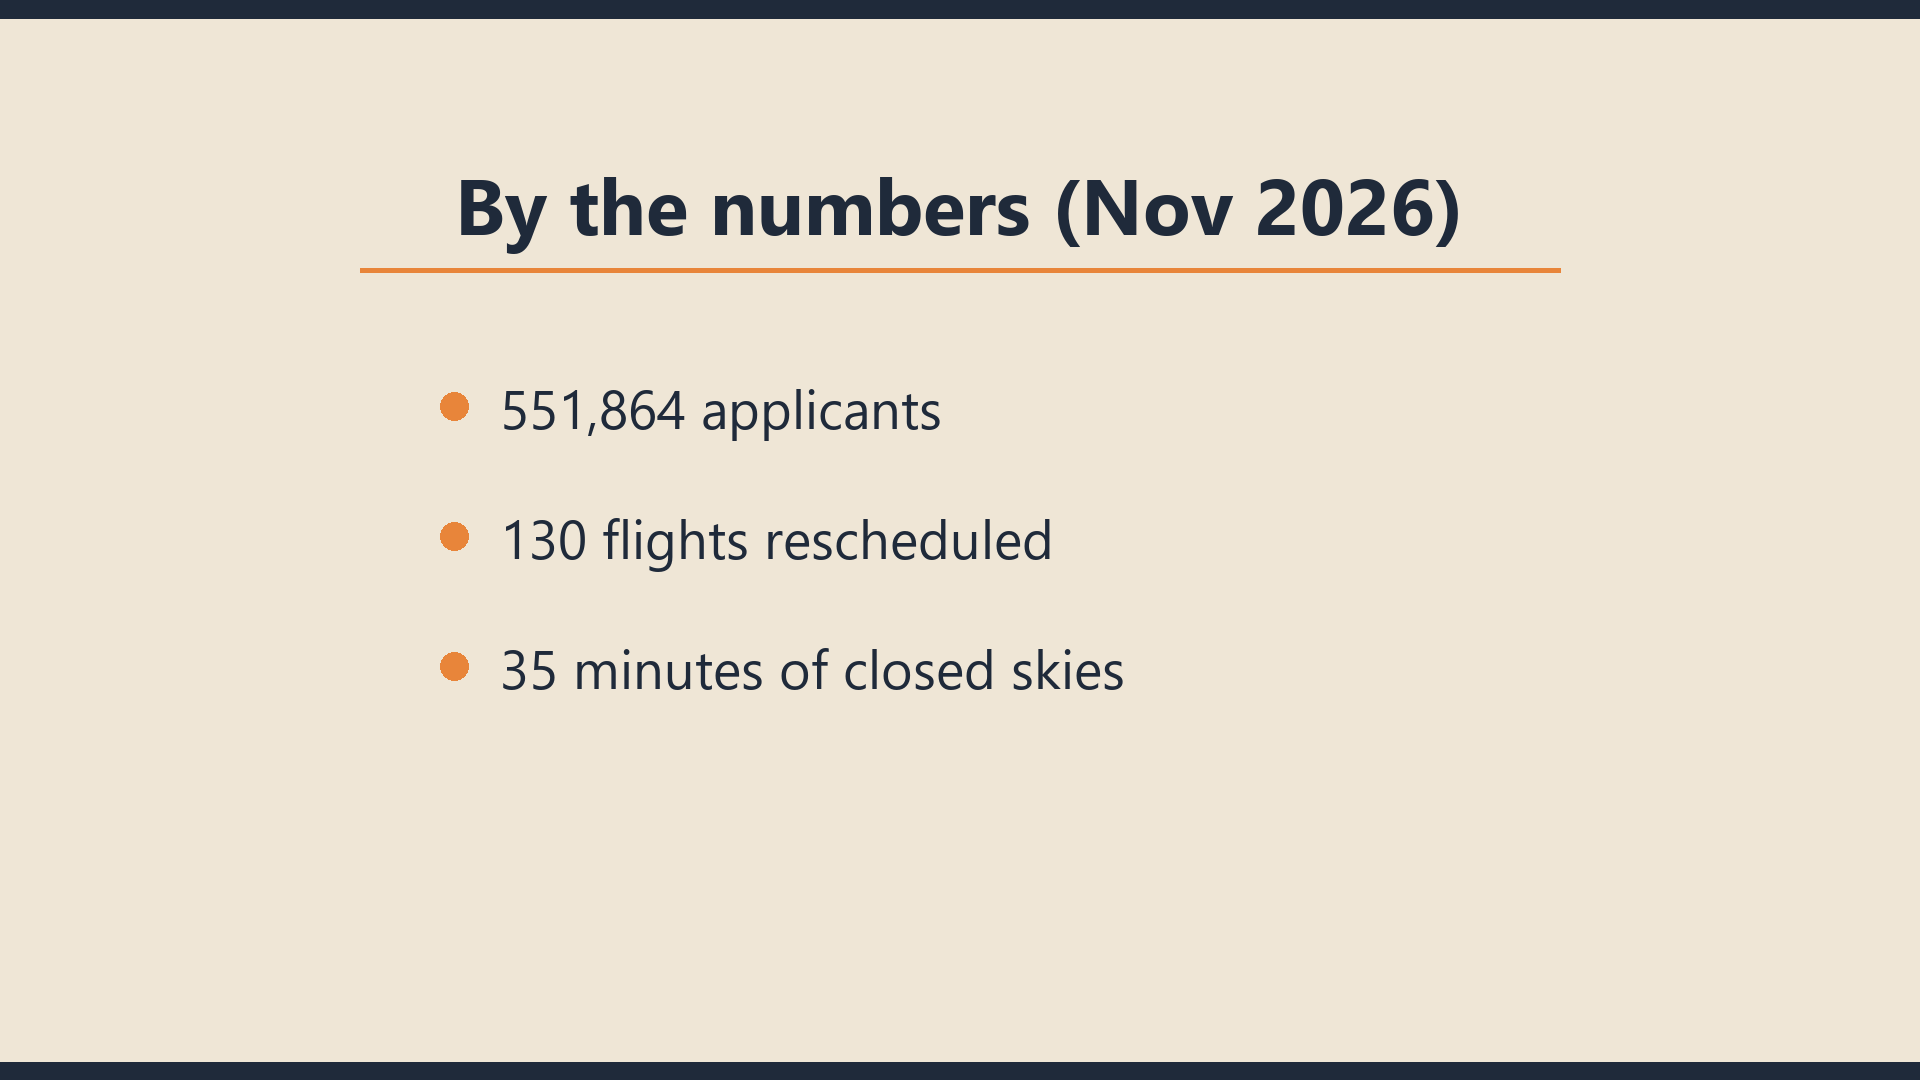 By the numbers (Nov 2026)
551,864 applicants
130 flights rescheduled
35 minutes of closed skies